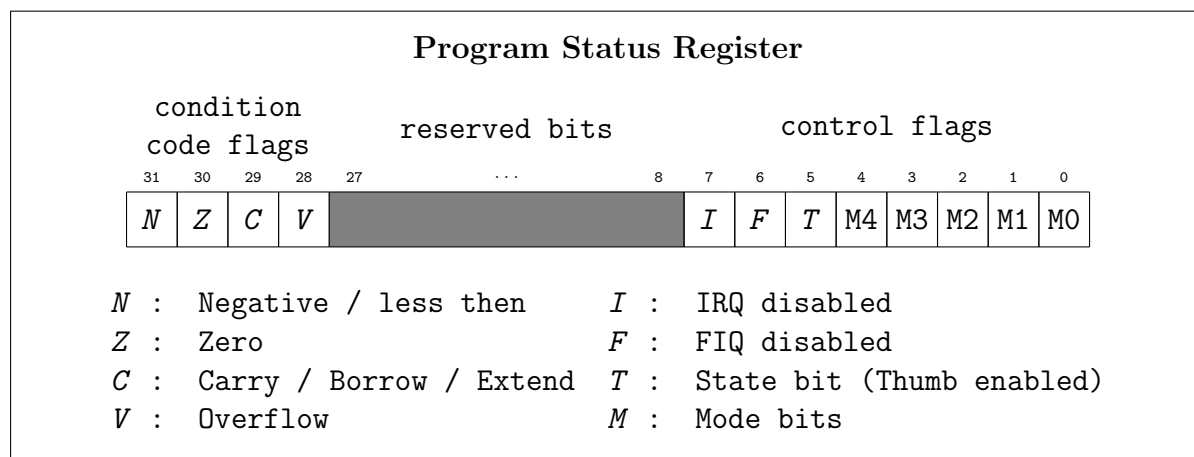 Program Status Register
condition
code flags
reserved bits
control flags
31 30 29 28 27 ... 8 7 6 5 4 3 2 1 0
N Z C V I F T M4 M3 M2 M1 M0
N : Negative / less then I : IRQ disabled
Z : Zero F : FIQ disabled
C : Carry / Borrow / Extend T : State bit (Thumb enabled)
V : Overflow M : Mode bits